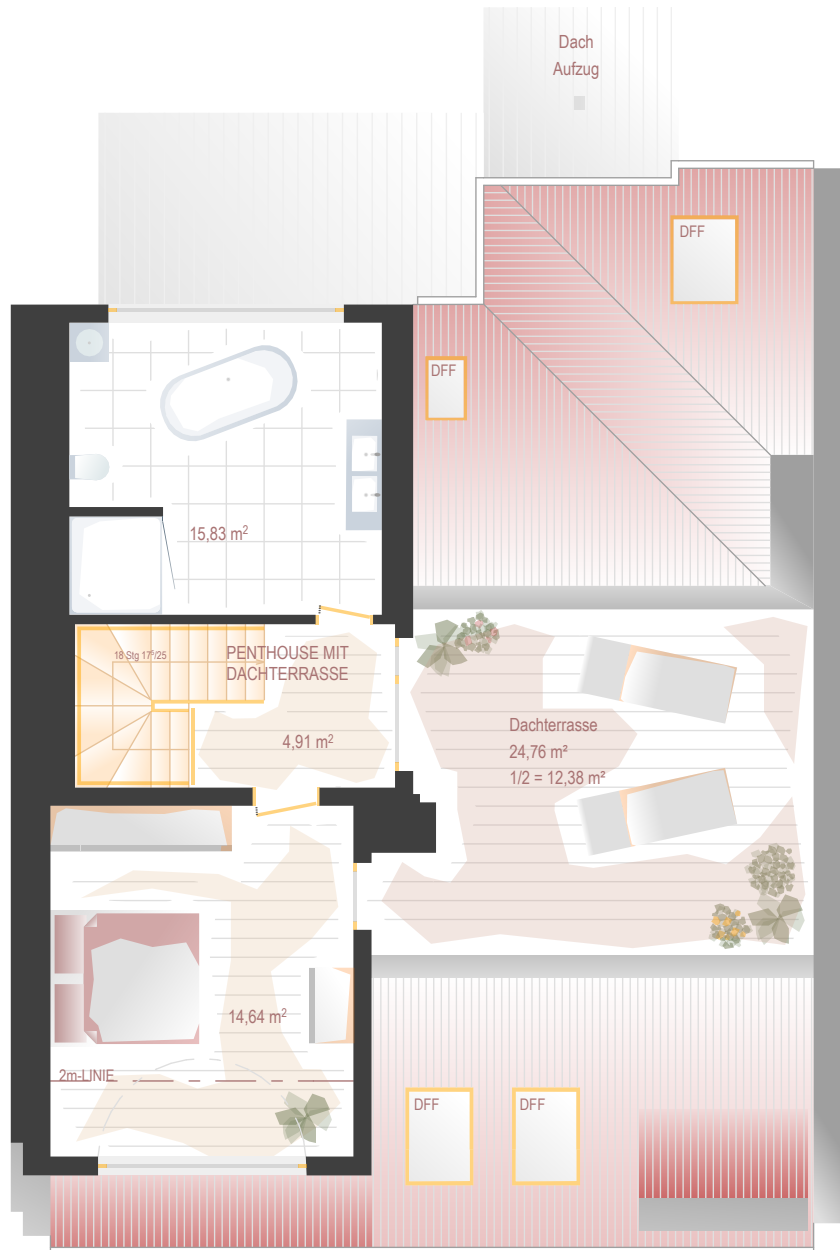 Dach
Aufzug
DFF
DFF
15,83 m²
18 Stg 17⁵/25
PENTHOUSE MIT
DACHTERRASSE
4,91 m²
Dachterrasse
24,76 m²
1/2 = 12,38 m²
14,64 m²
2m-LINIE
DFF
DFF